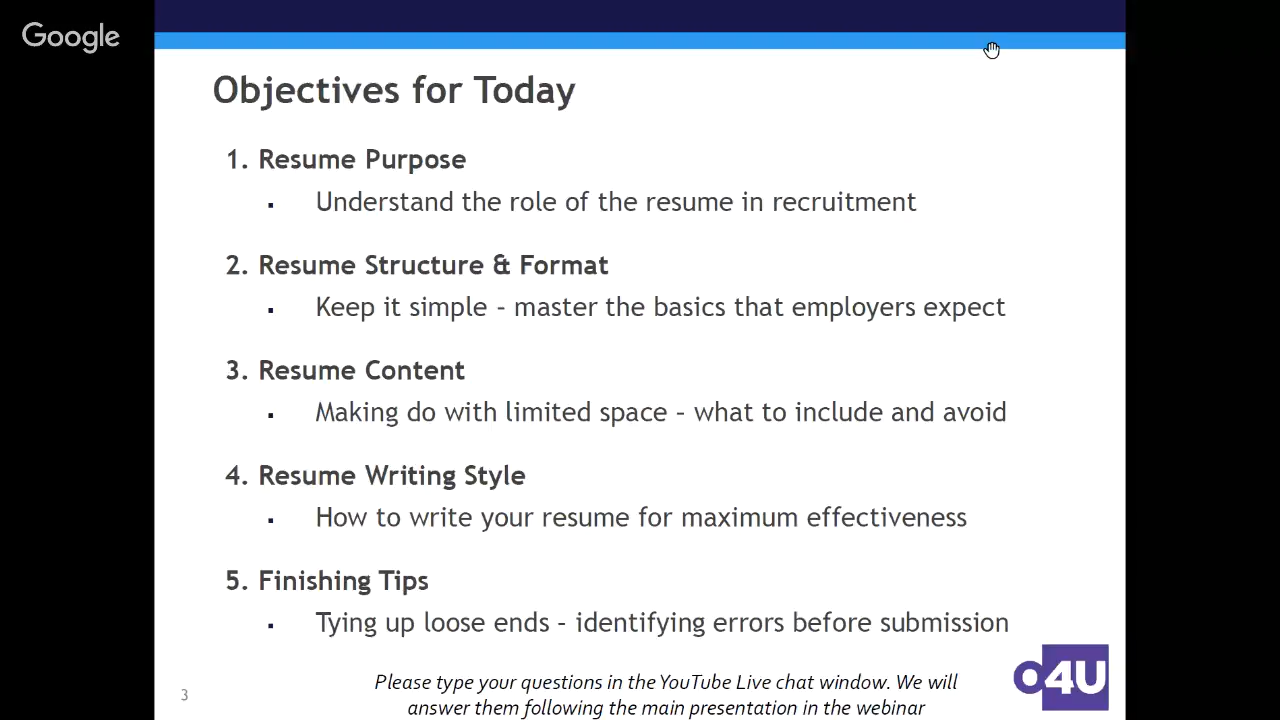 Google
Objectives for Today
1. Resume Purpose
▪ Understand the role of the resume in recruitment
2. Resume Structure & Format
▪ Keep it simple – master the basics that employers expect
3. Resume Content
▪ Making do with limited space – what to include and avoid
4. Resume Writing Style
▪ How to write your resume for maximum effectiveness
5. Finishing Tips
▪ Tying up loose ends – identifying errors before submission
o4U
3
Please type your questions in the YouTube Live chat window. We will
answer them following the main presentation in the webinar